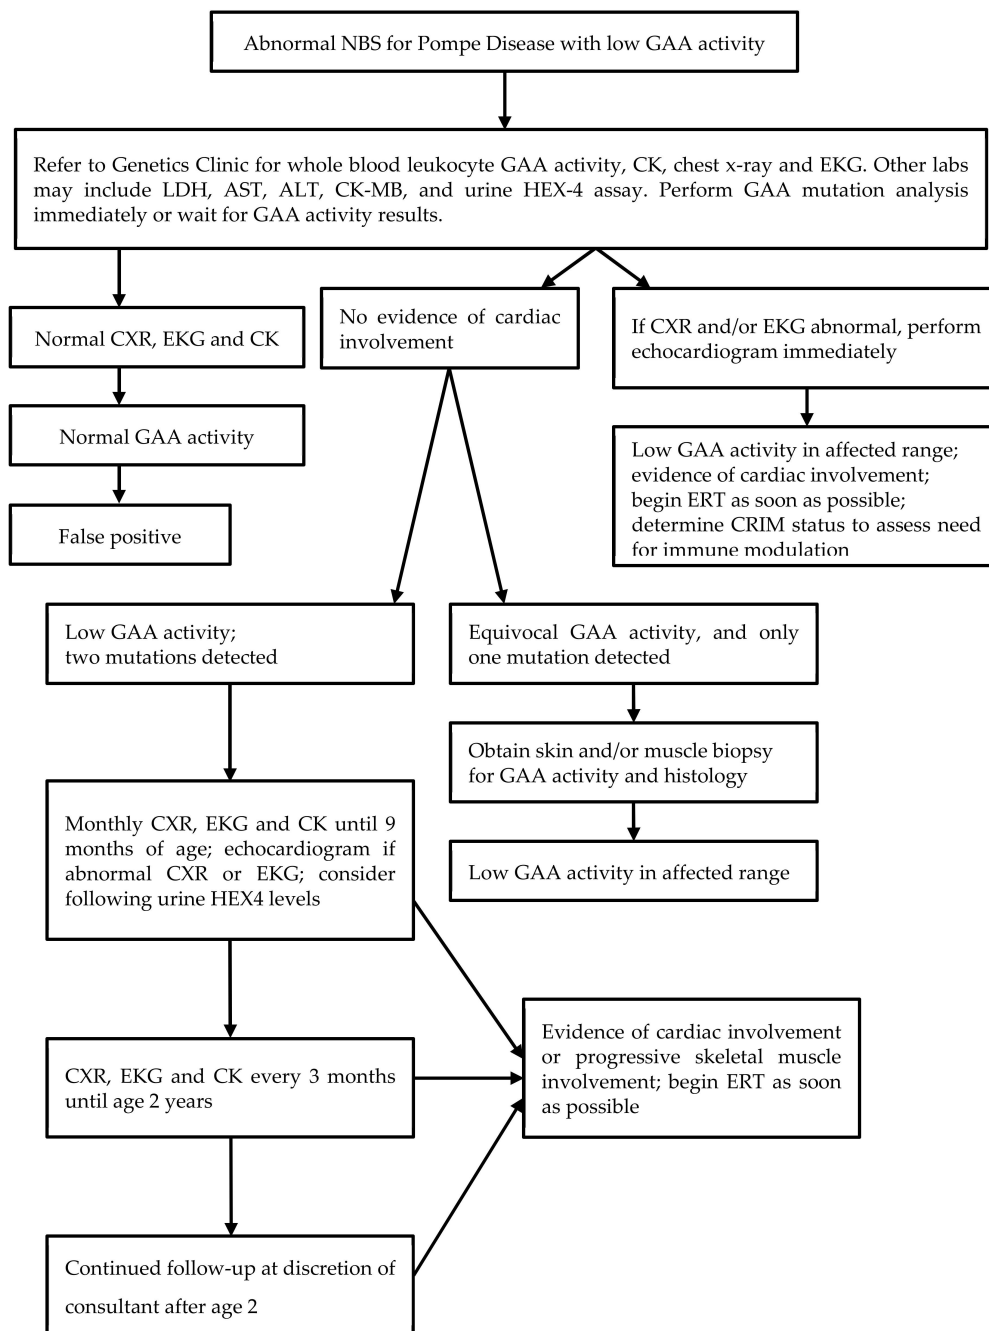 Abnormal NBS for Pompe Disease with low GAA activity
Refer to Genetics Clinic for whole blood leukocyte GAA activity, CK, chest x-ray and EKG. Other labs
may include LDH, AST, ALT, CK-MB, and urine HEX-4 assay. Perform GAA mutation analysis
immediately or wait for GAA activity results.
Normal CXR, EKG and CK
Normal GAA activity
False positive
No evidence of cardiac
involvement
If CXR and/or EKG abnormal, perform
echocardiogram immediately
Low GAA activity in affected range;
evidence of cardiac involvement;
begin ERT as soon as possible;
determine CRIM status to assess need
for immune modulation
Low GAA activity;
two mutations detected
Equivocal GAA activity, and only
one mutation detected
Obtain skin and/or muscle biopsy
for GAA activity and histology
Low GAA activity in affected range
Monthly CXR, EKG and CK until 9
months of age; echocardiogram if
abnormal CXR or EKG; consider
following urine HEX4 levels
CXR, EKG and CK every 3 months
until age 2 years
Evidence of cardiac involvement
or progressive skeletal muscle
involvement; begin ERT as soon
as possible
Continued follow-up at discretion of
consultant after age 2